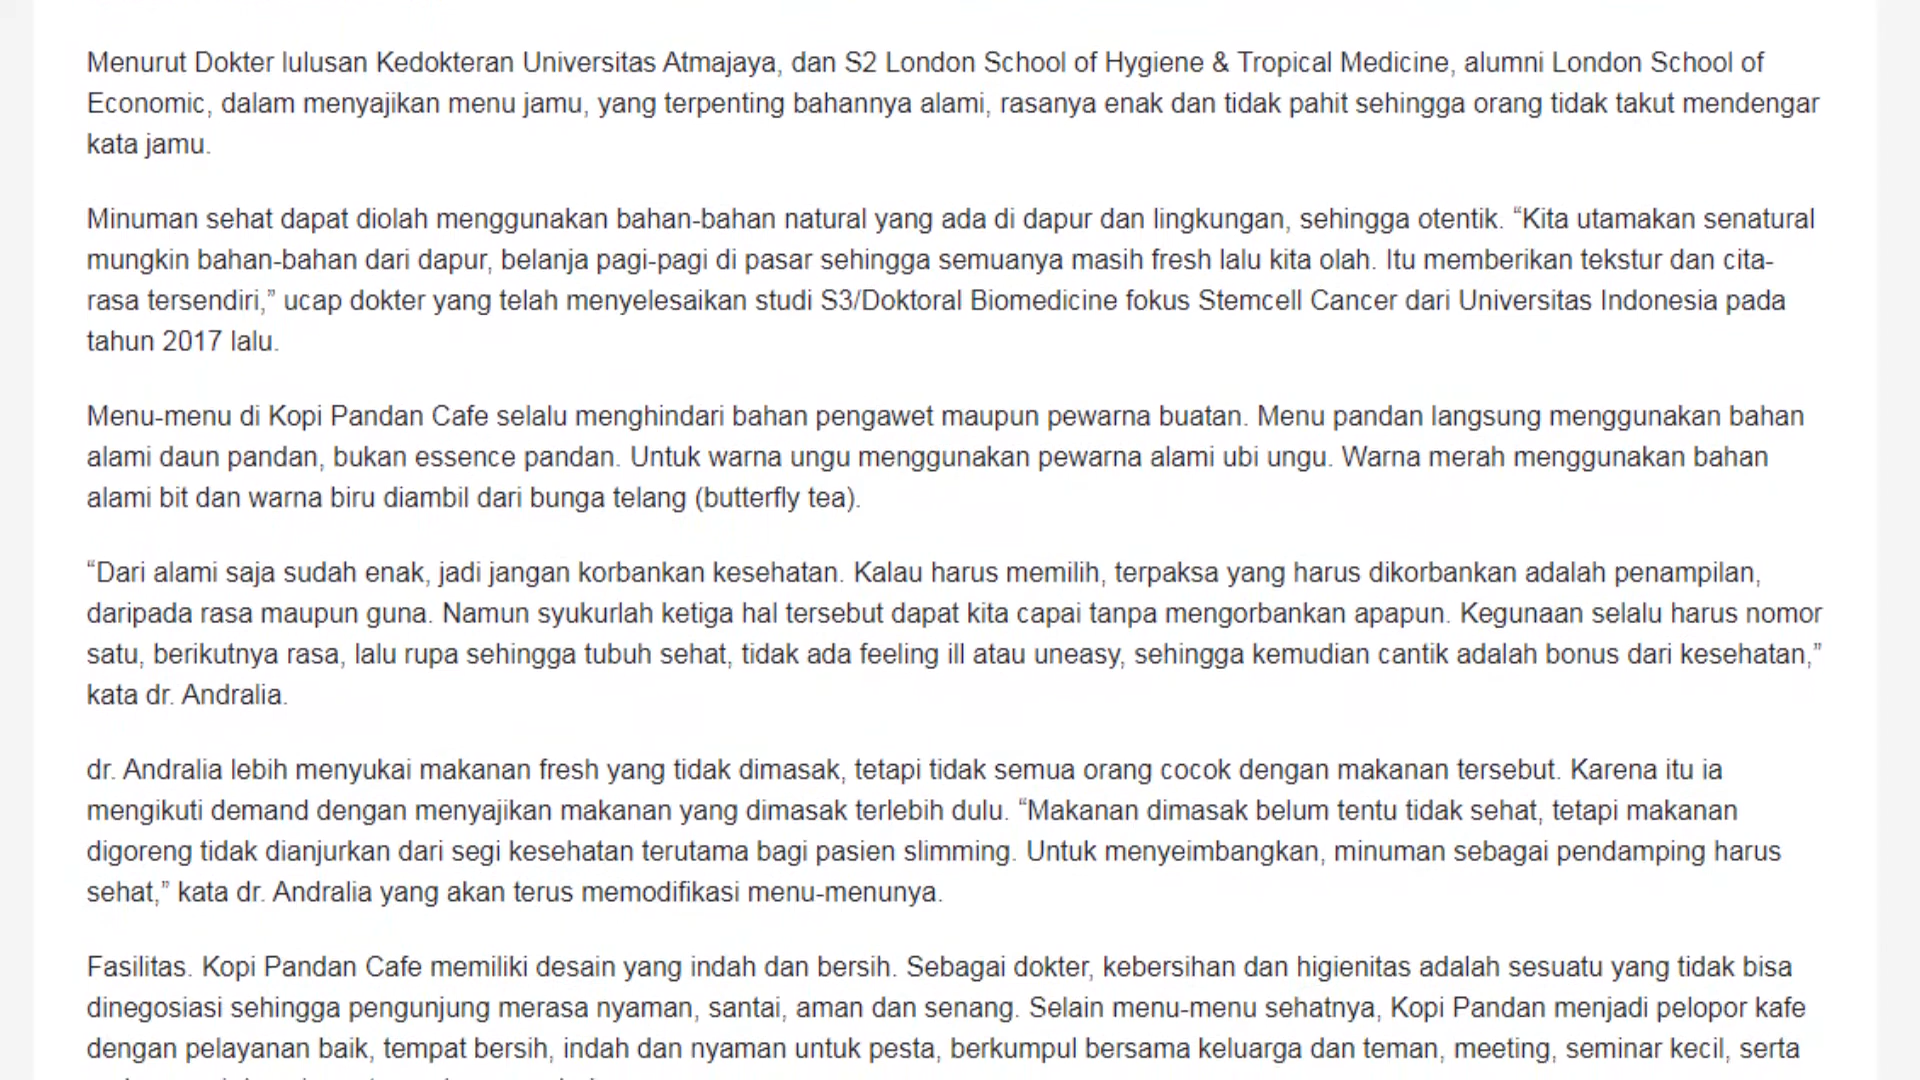 Menurut Dokter lulusan Kedokteran Universitas Atmajaya, dan S2 London School of Hygiene & Tropical Medicine, alumni London School of
Economic, dalam menyajikan menu jamu, yang terpenting bahannya alami, rasanya enak dan tidak pahit sehingga orang tidak takut mendengar
kata jamu.
Minuman sehat dapat diolah menggunakan bahan-bahan natural yang ada di dapur dan lingkungan, sehingga otentik. “Kita utamakan senatural
mungkin bahan-bahan dari dapur, belanja pagi-pagi di pasar sehingga semuanya masih fresh lalu kita olah. Itu memberikan tekstur dan cita-
rasa tersendiri,” ucap dokter yang telah menyelesaikan studi S3/Doktoral Biomedicine fokus Stemcell Cancer dari Universitas Indonesia pada
tahun 2017 lalu.
Menu-menu di Kopi Pandan Cafe selalu menghindari bahan pengawet maupun pewarna buatan. Menu pandan langsung menggunakan bahan
alami daun pandan, bukan essence pandan. Untuk warna ungu menggunakan pewarna alami ubi ungu. Warna merah menggunakan bahan
alami bit dan warna biru diambil dari bunga telang (butterfly tea).
“Dari alami saja sudah enak, jadi jangan korbankan kesehatan. Kalau harus memilih, terpaksa yang harus dikorbankan adalah penampilan,
daripada rasa maupun guna. Namun syukurlah ketiga hal tersebut dapat kita capai tanpa mengorbankan apapun. Kegunaan selalu harus nomor
satu, berikutnya rasa, lalu rupa sehingga tubuh sehat, tidak ada feeling ill atau uneasy, sehingga kemudian cantik adalah bonus dari kesehatan,”
kata dr. Andralia.
dr. Andralia lebih menyukai makanan fresh yang tidak dimasak, tetapi tidak semua orang cocok dengan makanan tersebut. Karena itu ia
mengikuti demand dengan menyajikan makanan yang dimasak terlebih dulu. “Makanan dimasak belum tentu tidak sehat, tetapi makanan
digoreng tidak dianjurkan dari segi kesehatan terutama bagi pasien slimming. Untuk menyeimbangkan, minuman sebagai pendamping harus
sehat,” kata dr. Andralia yang akan terus memodifikasi menu-menunya.
Fasilitas. Kopi Pandan Cafe memiliki desain yang indah dan bersih. Sebagai dokter, kebersihan dan higienitas adalah sesuatu yang tidak bisa
dinegosiasi sehingga pengunjung merasa nyaman, santai, aman dan senang. Selain menu-menu sehatnya, Kopi Pandan menjadi pelopor kafe
dengan pelayanan baik, tempat bersih, indah dan nyaman untuk pesta, berkumpul bersama keluarga dan teman, meeting, seminar kecil, serta